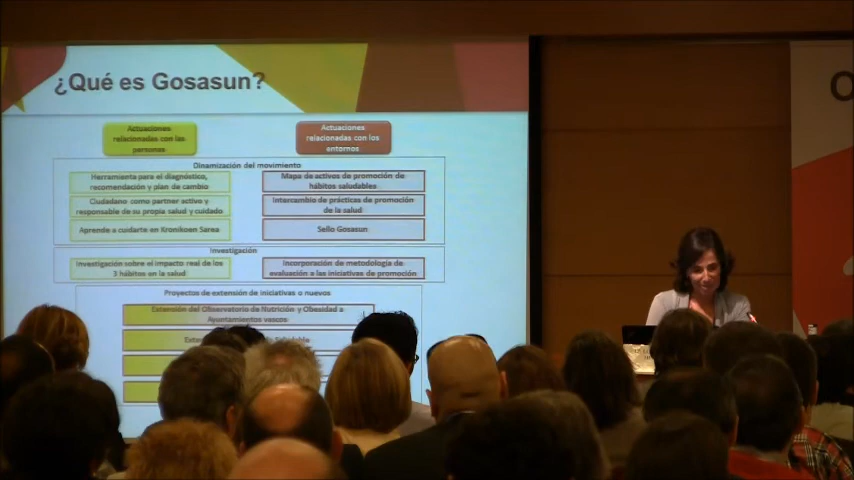 ¿Qué es Gosasun?
Actuaciones
relacionadas con las
personas
Actuaciones
relacionadas con los
entornos
Dinamización del movimiento
Herramienta para el diagnóstico,
recomendación y plan de cambio
Mapa de activos de promoción de
hábitos saludables
Ciudadano como partner activo y
responsable de su propia salud y cuidado
Intercambio de prácticas de promoción
de la salud
Aprende a cuidarte en Kronikoen Sarea
Sello Gosasun
Investigación
Investigación sobre el impacto real de los
3 hábitos en la salud
Incorporación de metodología de
evaluación a las iniciativas de promoción
Proyectos de extensión de iniciativas o nuevos
Extensión del Observatorio de Nutrición y Obesidad a
Ayuntamientos vascos